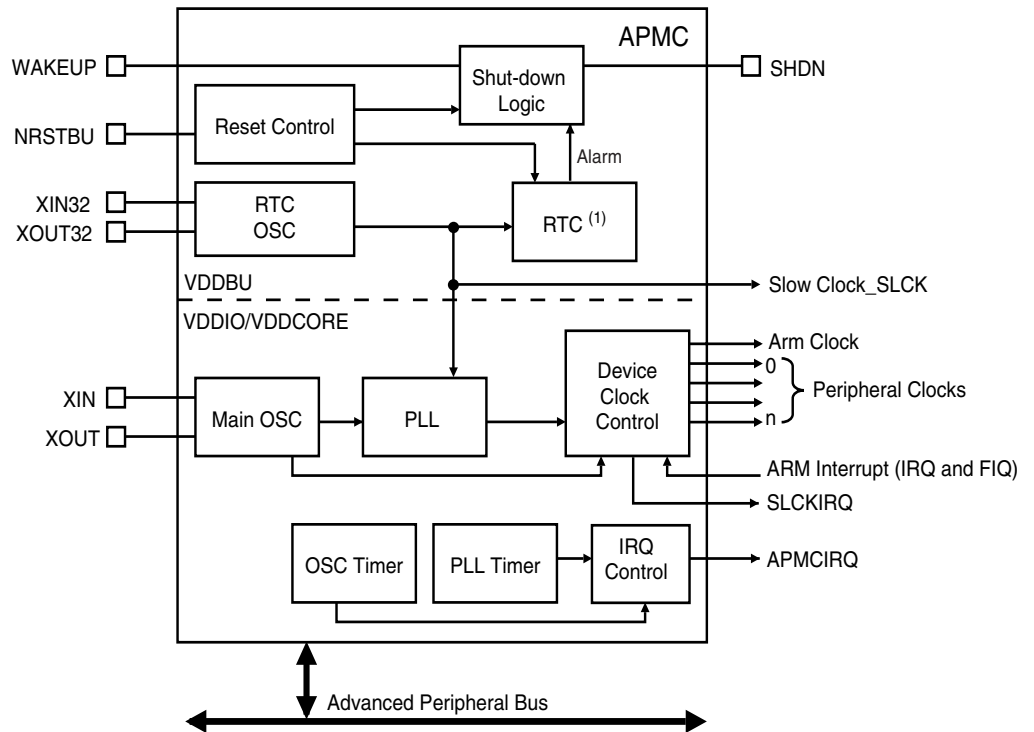 APMC
WAKEUP
Shut-down
Logic
SHDN
NRSTBU
Reset Control
Alarm
XIN32
XOUT32
RTC
OSC
RTC (1)
VDDBU
Slow Clock_SLCK
VDDIO/VDDCORE
XIN
XOUT
Main OSC
PLL
Device
Clock
Control
Arm Clock
0
Peripheral Clocks
n
ARM Interrupt (IRQ and FIQ)
SLCKIRQ
OSC Timer
PLL Timer
IRQ
Control
APMCIRQ
Advanced Peripheral Bus